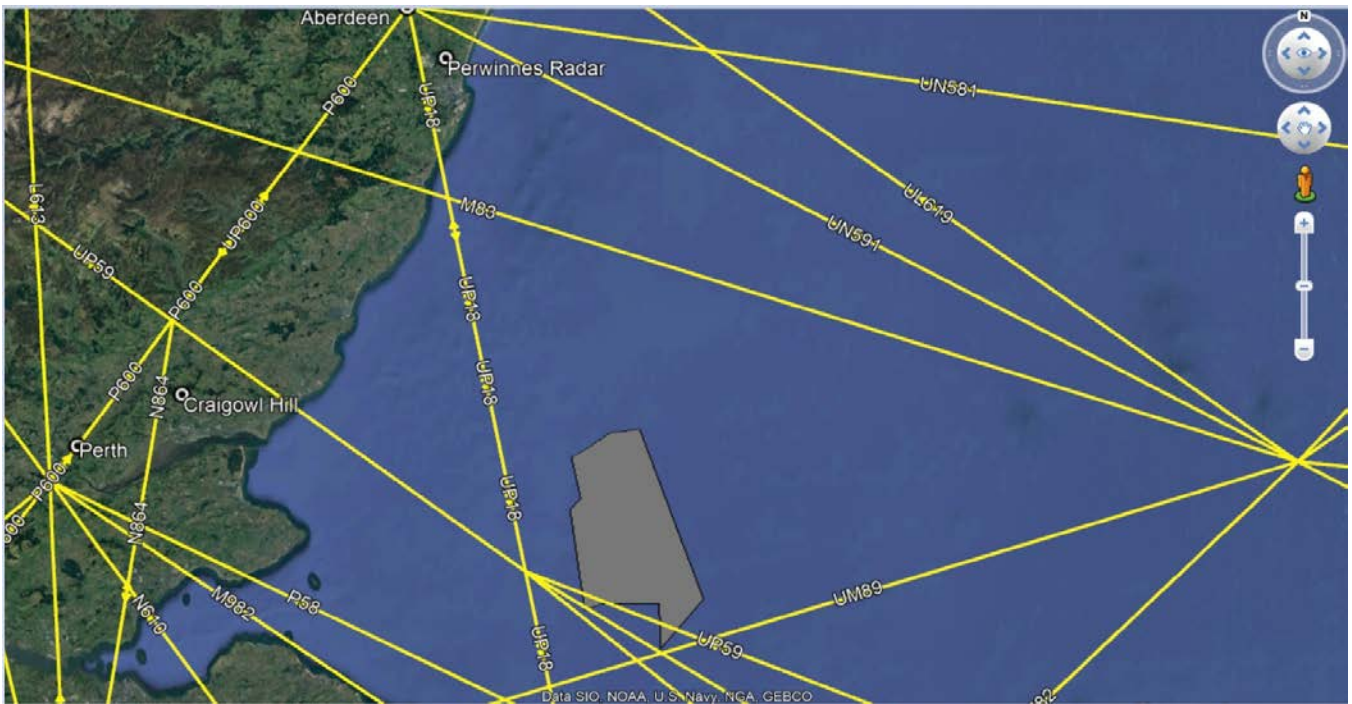 Aberdeen
N
Perwinnes Radar
P600
UP18
UN581
L613
M83
UL619
UP600
UN591
UP59
P600
UP18
P600
UP18
N864
Craigowl Hill
Perth
P600
UP18
N864
UM89
P58
M982
N610
UP18
UP59
Data SIO, NOAA, U.S. Navy, NGA, GEBCO